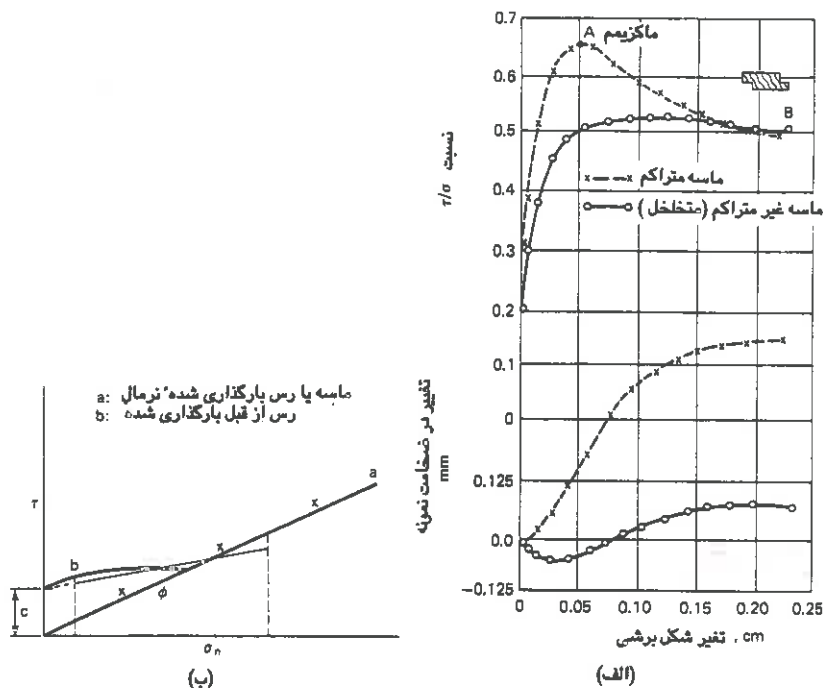 0.7
0.6
0.5
0.4
0.3
0.2
0.1
0
0.125
0.0
-0.125
0
0.05
0.10
0.15
0.20
0.25
نسبت τ/σ
A ماکزیمم
B
ماسه متراکم
ماسه غیر متراکم (متخلخل)
تغییر در ضخامت نمونه
mm
تغیر شکل برشی , cm
(الف)
a: ماسه یا رس بارگذاری شدهٔ نرمال
b: رس از قبل بارگذاری شده
τ
a
b
c
φ
σn
(ب)